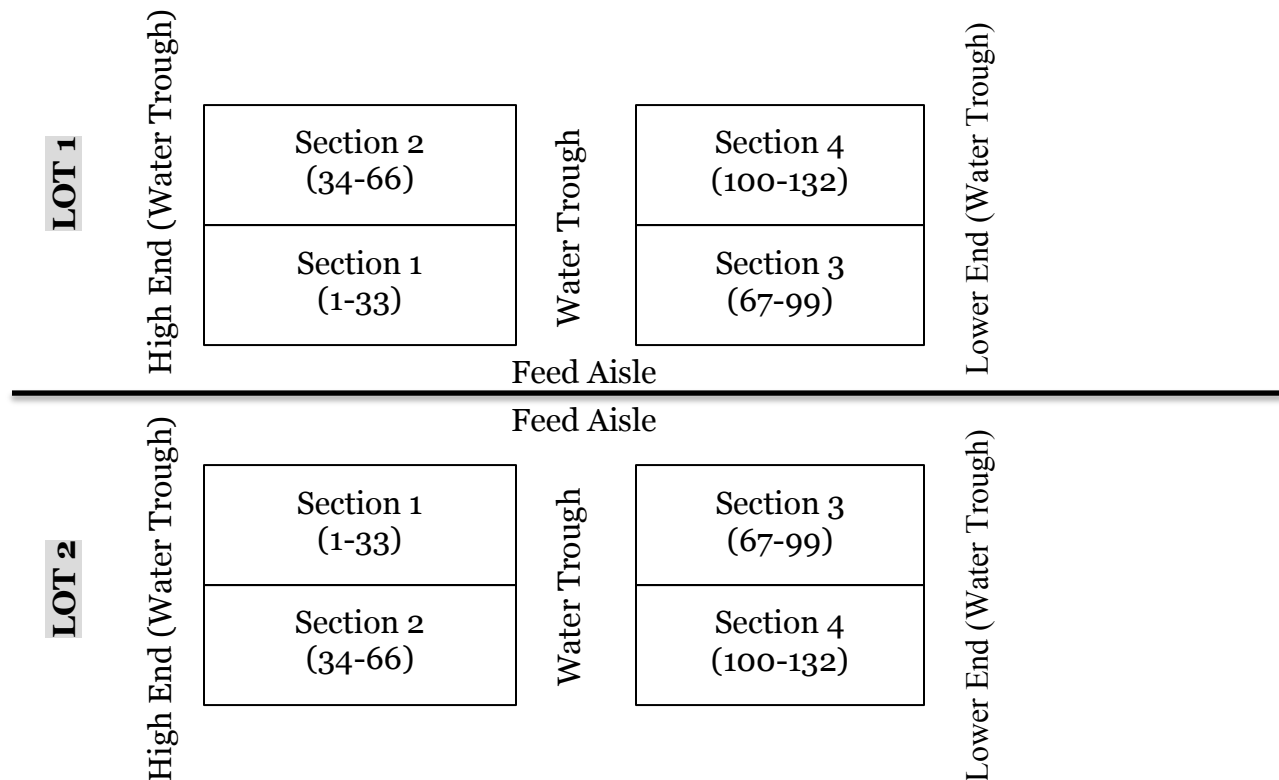 LOT 1
High End (Water Trough)
Section 2
(34-66)
Section 1
(1-33)
Water Trough
Section 4
(100-132)
Section 3
(67-99)
Lower End (Water Trough)
Feed Aisle
Feed Aisle
LOT 2
High End (Water Trough)
Section 1
(1-33)
Section 2
(34-66)
Water Trough
Section 3
(67-99)
Section 4
(100-132)
Lower End (Water Trough)